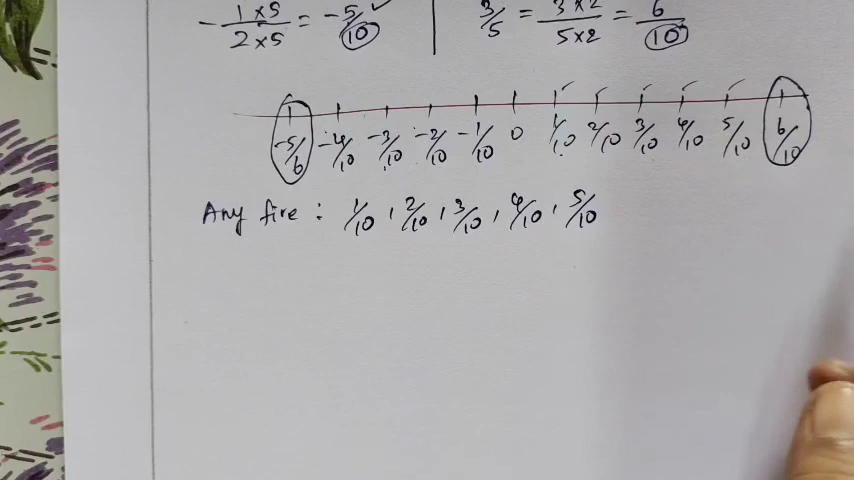 -1×5/2×5 = -5/10 ✓ | 3/5 = 3×2/5×2 = 6/10
-5/6 -4/10 -3/10 -2/10 -1/10 0 1/10 2/10 3/10 4/10 5/10 6/10
Any five : 1/10 , 2/10 , 3/10 , 4/10 , 5/10